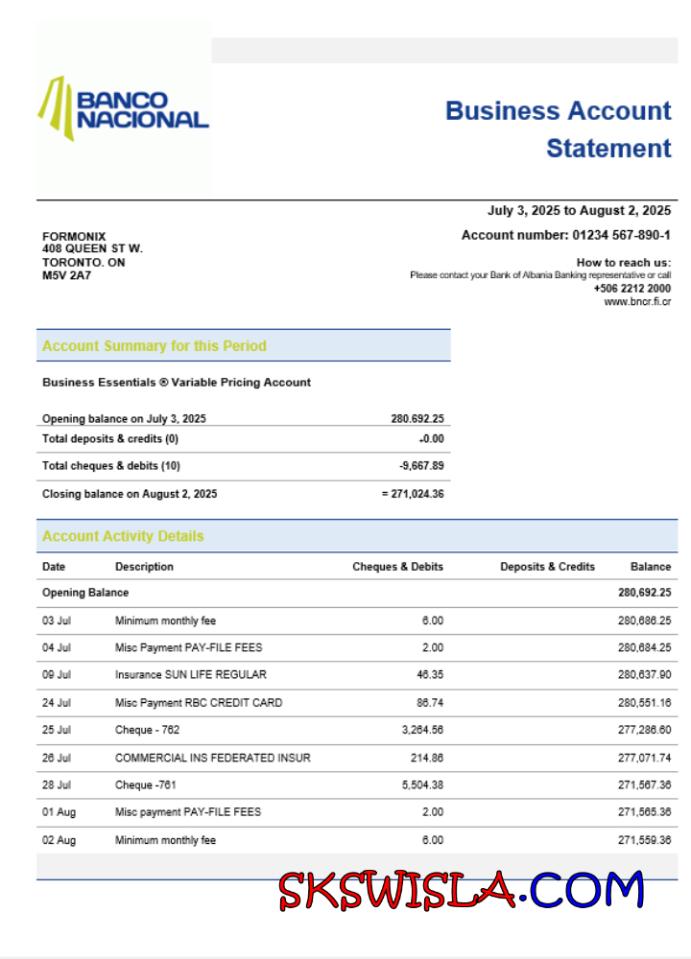 BANCO
NACIONAL
Business Account
Statement
July 3, 2025 to August 2, 2025
Account number: 01234 567-890-1
FORMONIX
408 QUEEN ST W.
TORONTO. ON
M5V 2A7
How to reach us:
Please contact your Bank of Albania Banking representative or call
+506 2212 2000
www.bncr.fi.cr
Account Summary for this Period
Business Essentials ® Variable Pricing Account
Opening balance on July 3, 2025 280.692.25
Total deposits & credits (0) -0.00
Total cheques & debits (10) -9,667.89
Closing balance on August 2, 2025 = 271,024.36
Account Activity Details
Date Description Cheques & Debits Deposits & Credits Balance
Opening Balance 280,692.25
03 Jul Minimum monthly fee 6.00 280,686.25
04 Jul Misc Payment PAY-FILE FEES 2.00 280,684.25
09 Jul Insurance SUN LIFE REGULAR 46.35 280,637.90
24 Jul Misc Payment RBC CREDIT CARD 86.74 280,551.16
25 Jul Cheque - 762 3,264.56 277,286.60
26 Jul COMMERCIAL INS FEDERATED INSUR 214.86 277,071.74
28 Jul Cheque -761 5,504.38 271,567.36
01 Aug Misc payment PAY-FILE FEES 2.00 271,565.36
02 Aug Minimum monthly fee 6.00 271,559.36
SKSWISLA.COM